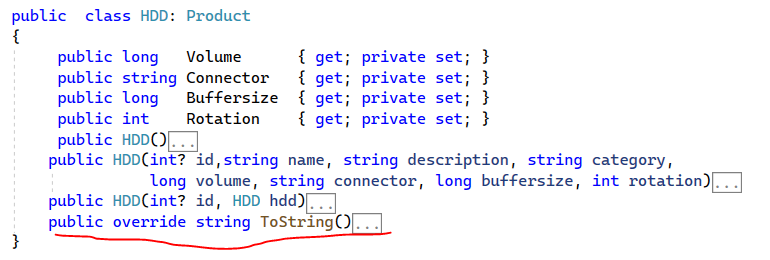 public  class HDD: Product
{
public long   Volume      { get; private set; }
public string Connector   { get; private set; }
public long   Buffersize  { get; private set; }
public int    Rotation    { get; private set; }
public HDD()...
public HDD(int? id,string name, string description, string category,
long volume, string connector, long buffersize, int rotation)...
public HDD(int? id, HDD hdd)...
public override string ToString()...
}